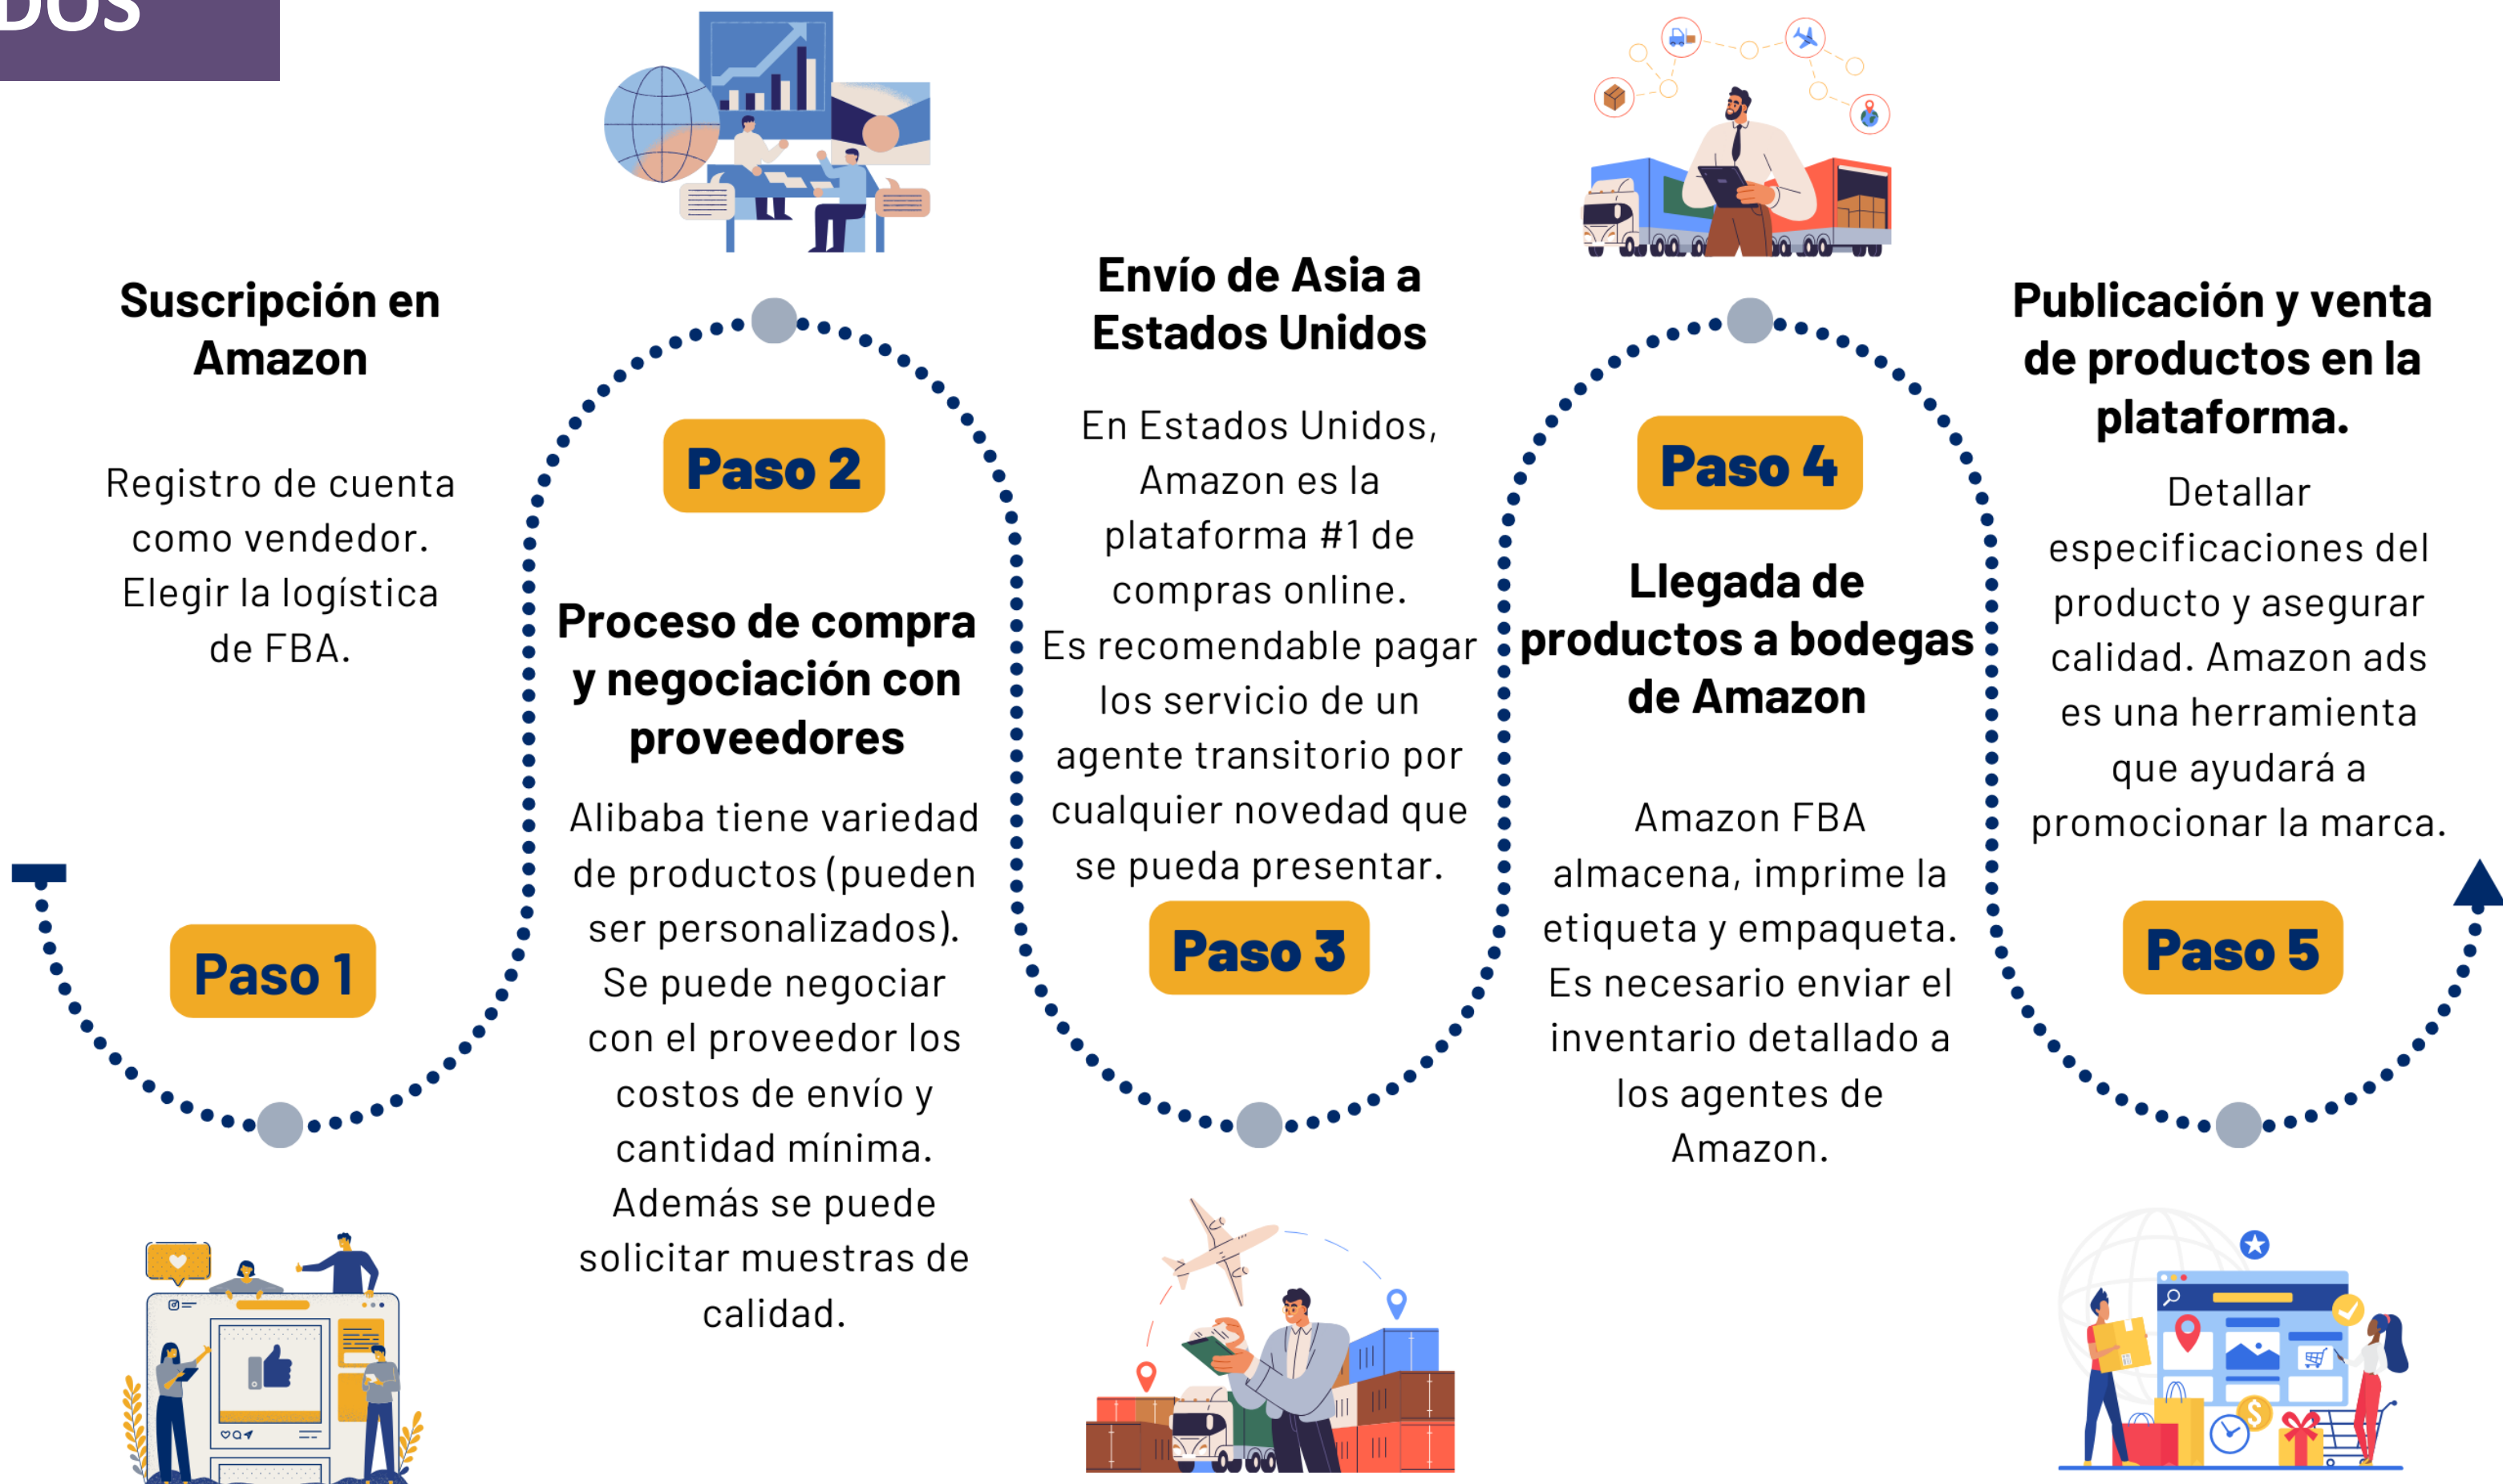 DOS
Suscripción en
Amazon
Registro de cuenta
como vendedor.
Elegir la logística
de FBA.
Paso 1
Paso 2
Proceso de compra
y negociación con
proveedores
Alibaba tiene variedad
de productos (pueden
ser personalizados).
Se puede negociar
con el proveedor los
costos de envío y
cantidad mínima.
Además se puede
solicitar muestras de
calidad.
Envío de Asia a
Estados Unidos
En Estados Unidos,
Amazon es la
plataforma #1 de
compras online.
Es recomendable pagar
los servicio de un
agente transitorio por
cualquier novedad que
se pueda presentar.
Paso 3
Paso 4
Llegada de
productos a bodegas
de Amazon
Amazon FBA
almacena, imprime la
etiqueta y empaqueta.
Es necesario enviar el
inventario detallado a
los agentes de
Amazon.
Publicación y venta
de productos en la
plataforma.
Detallar
especificaciones del
producto y asegurar
calidad. Amazon ads
es una herramienta
que ayudará a
promocionar la marca.
Paso 5